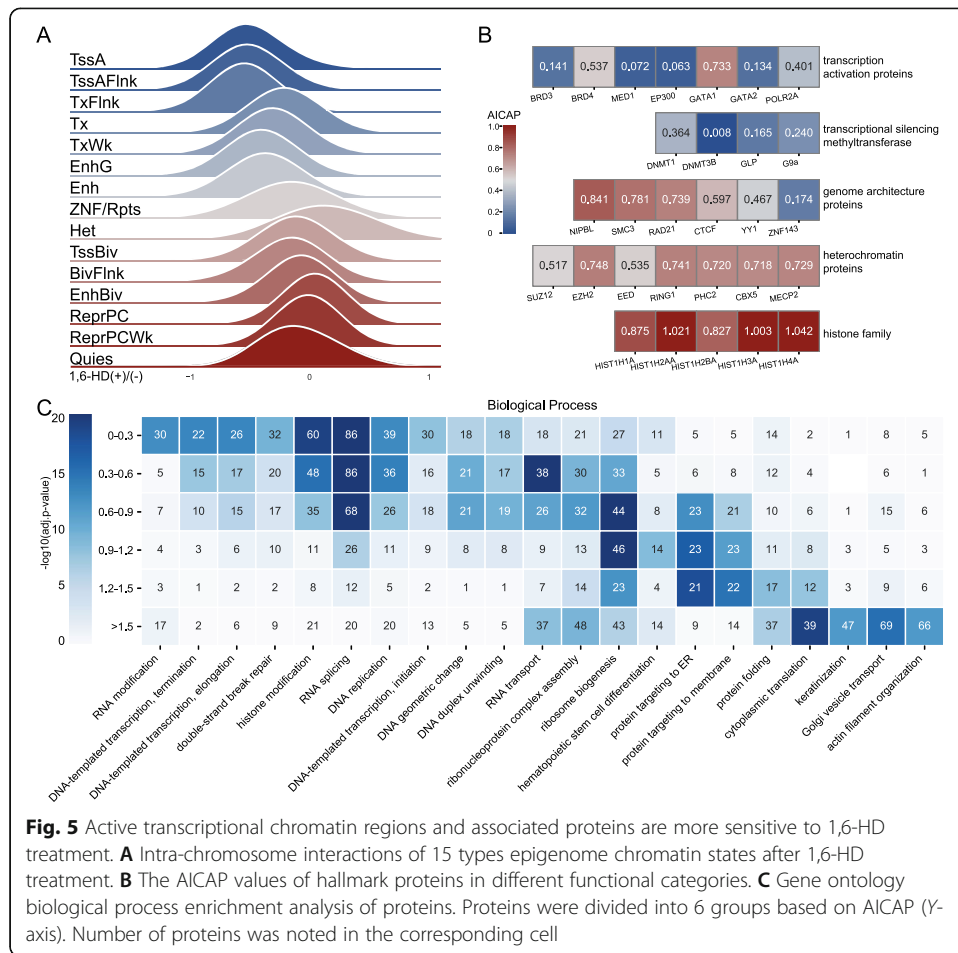 A
TssA
TssAFlnk
TxFlnk
Tx
TxWk
EnhG
Enh
ZNF/Rpts
Het
TssBiv
BivFlnk
EnhBiv
ReprPC
ReprPCWk
Quies
1,6-HD(+)/(-) −1 0 1
B
AICAP
1.0
0.8
0.6
0.4
0.2
0
0.141 0.537 0.072 0.063 0.733 0.134 0.401 transcription activation proteins
BRD3 BRD4 MED1 EP300 GATA1 GATA2 POLR2A
0.364 0.008 0.165 0.240 transcriptional silencing methyltransferase
DNMT1 DNMT3B GLP G9a
0.841 0.781 0.739 0.597 0.467 0.174 genome architecture proteins
NIPBL SMC3 RAD21 CTCF YY1 ZNF143
0.517 0.748 0.535 0.741 0.720 0.718 0.729 heterochromatin proteins
SUZ12 EZH2 EED RING1 PHC2 CBX5 MECP2
0.875 1.021 0.827 1.003 1.042 histone family
HIST1H1A HIST1H2AA HIST1H2BA HIST1H3A HIST1H4A
C
Biological Process
-log10(adj.p-value)
20
15
10
5
0
0–0.3 30 22 26 32 60 86 39 30 18 18 18 21 27 11 5 5 14 2 1 8 5
0.3–0.6 5 15 17 20 48 86 36 16 21 17 38 30 33 5 6 8 12 4 6 1
0.6–0.9 7 10 15 17 35 68 26 18 21 19 26 32 44 8 23 21 10 6 1 15 6
0.9–1.2 4 3 6 10 11 26 11 9 8 8 9 13 46 14 23 23 11 8 3 5 3
1.2–1.5 3 1 2 2 8 12 5 2 1 1 7 14 23 4 21 22 17 12 3 9 6
>1.5 17 2 6 9 21 20 20 13 5 5 37 48 43 14 9 14 37 39 47 69 66
RNA modification
DNA-templated transcription, termination
DNA-templated transcription, elongation
double-strand break repair
histone modification
RNA splicing
DNA replication
DNA-templated transcription, initiation
DNA geometric change
DNA duplex unwinding
RNA transport
ribonucleoprotein complex assembly
ribosome biogenesis
hematopoietic stem cell differentiation
protein targeting to ER
protein targeting to membrane
protein folding
cytoplasmic translation
keratinization
Golgi vesicle transport
actin filament organization
Fig. 5 Active transcriptional chromatin regions and associated proteins are more sensitive to 1,6-HD
treatment. A Intra-chromosome interactions of 15 types epigenome chromatin states after 1,6-HD
treatment. B The AICAP values of hallmark proteins in different functional categories. C Gene ontology
biological process enrichment analysis of proteins. Proteins were divided into 6 groups based on AICAP (Y-
axis). Number of proteins was noted in the corresponding cell